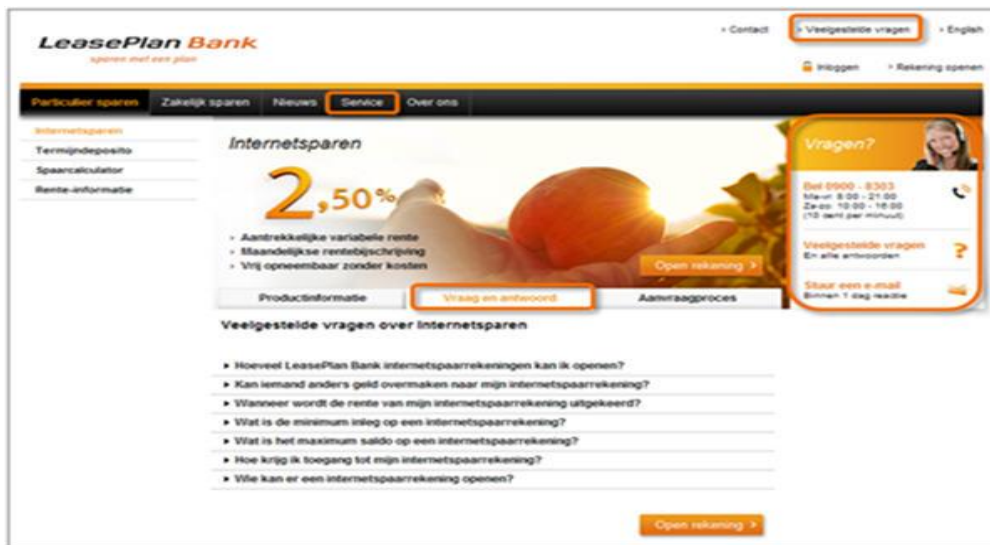 LeasePlan Bank
sparen met een plan
Contact
Veelgestelde vragen
English
Inloggen
Rekening openen
Particulier sparen
Zakelijk sparen
Nieuws
Service
Over ons
Internetsparen
Termijndeposito
Spaarcalculator
Rente-informatie
Internetsparen
2,50%
Aantrekkelijke variabele rente
Maandelijkse rentebijschrijving
Vrij opneembaar zonder kosten
Open rekening >
Vragen?
Bel 0900 - 8303
Ma-vr: 8:00 - 21:00
Za-zo: 10:00 - 16:00
(10 cent per minuut)
Veelgestelde vragen
En alle antwoorden
?
Stuur een e-mail
Binnen 1 dag reactie
Productinformatie
Vraag en antwoord
Aanvraagproces
Veelgestelde vragen over Internetsparen
Hoeveel LeasePlan Bank internetspaarrekeningen kan ik openen?
Kan iemand anders geld overmaken naar mijn internetspaarrekening?
Wanneer wordt de rente van mijn internetspaarrekening uitgekeerd?
Wat is de minimum inleg op een internetspaarrekening?
Wat is het maximum saldo op een internetspaarrekening?
Hoe krijg ik toegang tot mijn internetspaarrekening?
Wie kan er een internetspaarrekening openen?
Open rekening >